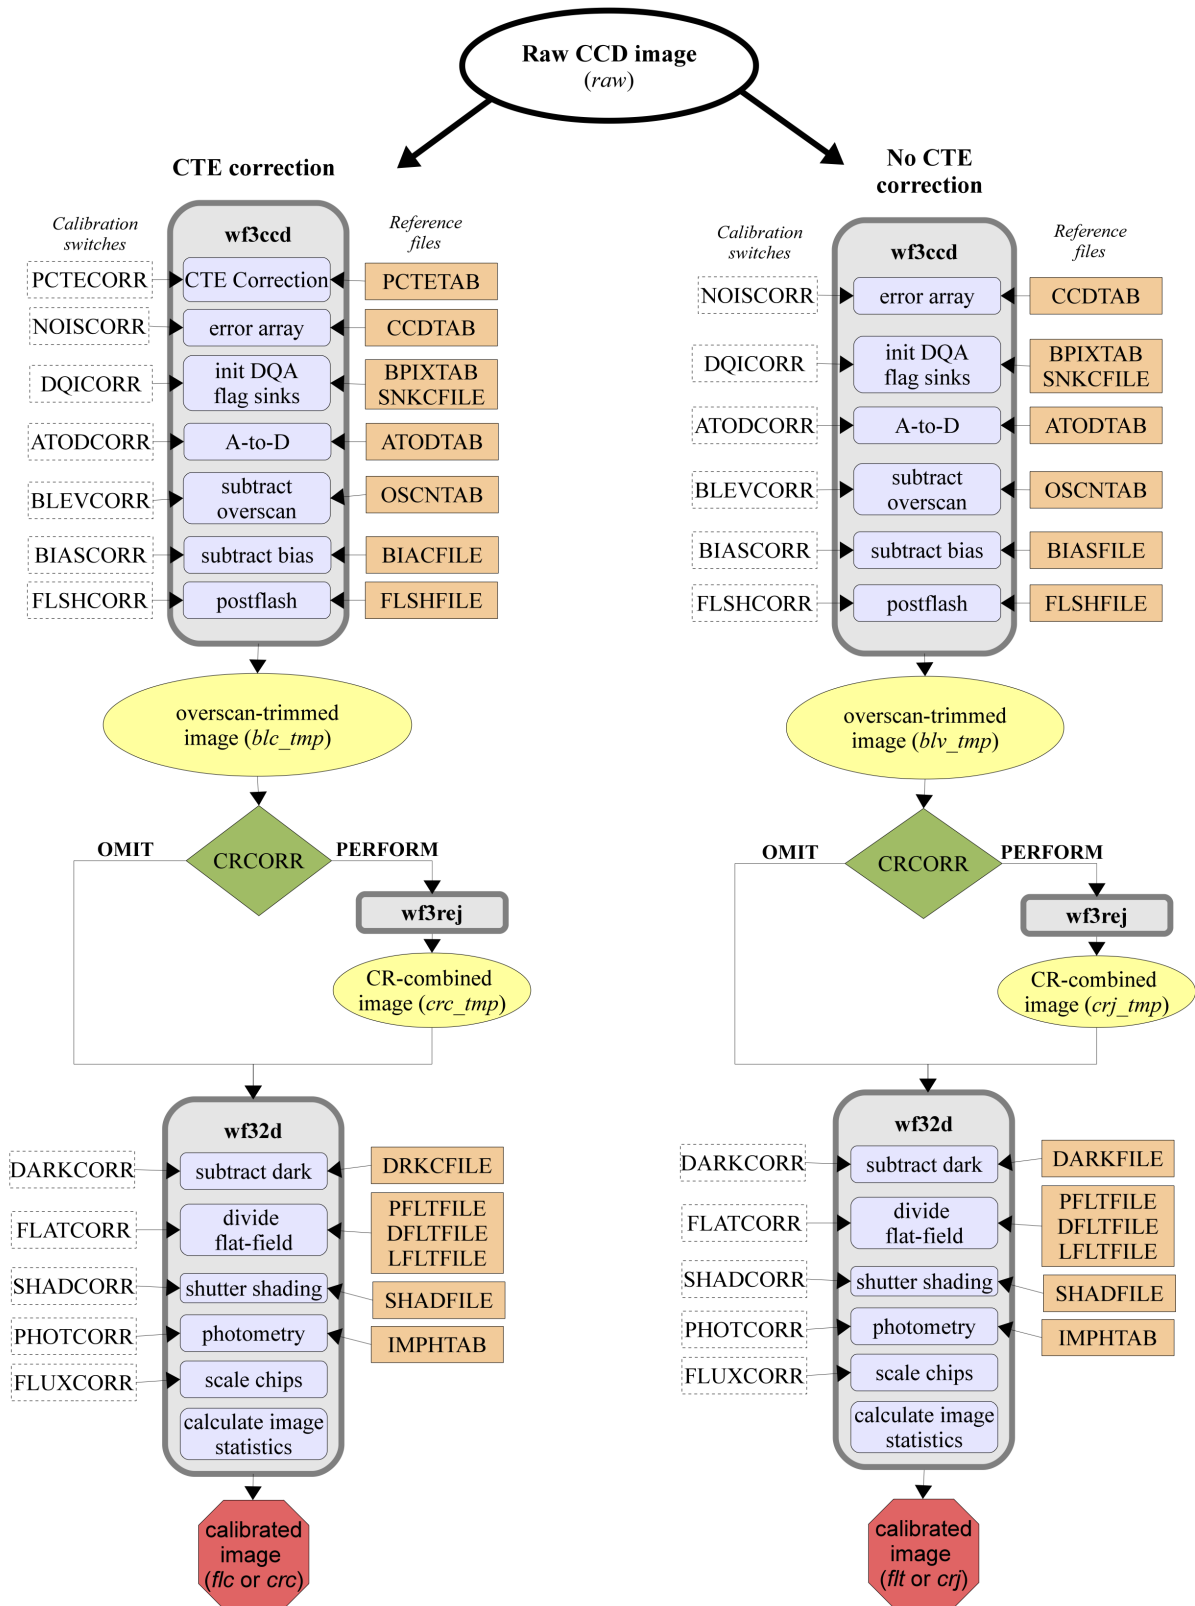 Raw CCD image
(raw)
CTE correction
Calibration
switches
Reference
files
wf3ccd
PCTECORR
CTE Correction
PCTETAB
NOISCORR
error array
CCDTAB
DQICORR
init DQA
flag sinks
BPIXTAB
SNKCFILE
ATODCORR
A-to-D
ATODTAB
BLEVCORR
subtract
overscan
OSCNTAB
BIASCORR
subtract bias
BIACFILE
FLSHCORR
postflash
FLSHFILE
overscan-trimmed
image (blc_tmp)
OMIT
CRCORR
PERFORM
wf3rej
CR-combined
image (crc_tmp)
wf32d
DARKCORR
subtract dark
DRKCFILE
FLATCORR
divide
flat-field
PFLTFILE
DFLTFILE
LFLTFILE
SHADCORR
shutter shading
SHADFILE
PHOTCORR
photometry
IMPHTAB
FLUXCORR
scale chips
calculate image
statistics
calibrated
image
(flc or crc)
No CTE
correction
Calibration
switches
Reference
files
wf3ccd
NOISCORR
error array
CCDTAB
DQICORR
init DQA
flag sinks
BPIXTAB
SNKCFILE
ATODCORR
A-to-D
ATODTAB
BLEVCORR
subtract
overscan
OSCNTAB
BIASCORR
subtract bias
BIASFILE
FLSHCORR
postflash
FLSHFILE
overscan-trimmed
image (blv_tmp)
OMIT
CRCORR
PERFORM
wf3rej
CR-combined
image (crj_tmp)
wf32d
DARKCORR
subtract dark
DARKFILE
FLATCORR
divide
flat-field
PFLTFILE
DFLTFILE
LFLTFILE
SHADCORR
shutter shading
SHADFILE
PHOTCORR
photometry
IMPHTAB
FLUXCORR
scale chips
calculate image
statistics
calibrated
image
(flt or crj)